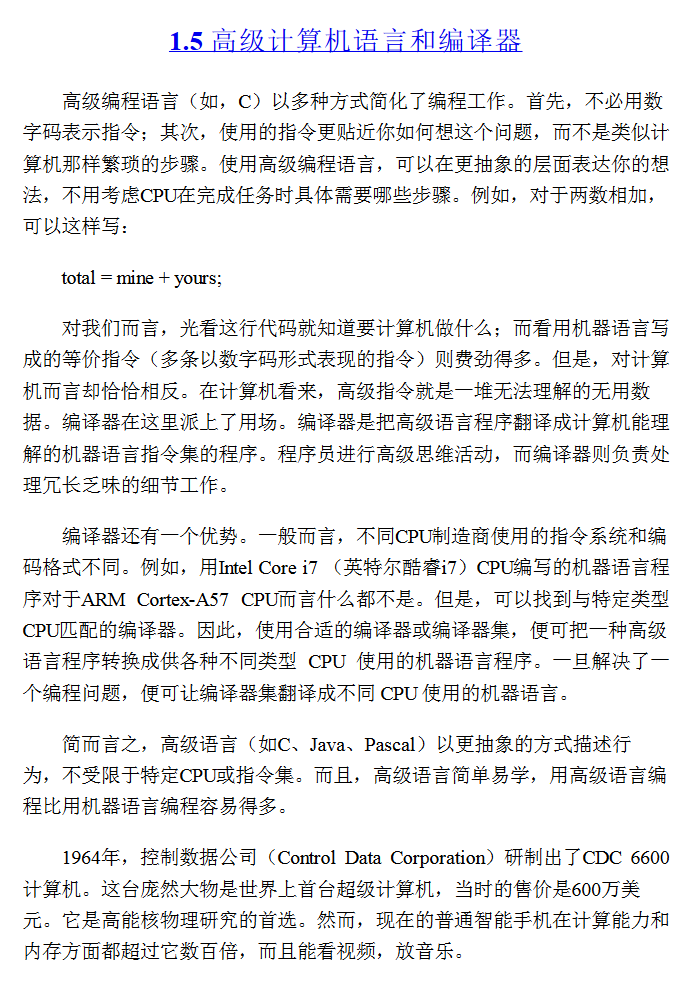 1.5 高级计算机语言和编译器
高级编程语言（如，C）以多种方式简化了编程工作。首先，不必用数
字码表示指令；其次，使用的指令更贴近你如何想这个问题，而不是类似计
算机那样繁琐的步骤。使用高级编程语言，可以在更抽象的层面表达你的想
法，不用考虑CPU在完成任务时具体需要哪些步骤。例如，对于两数相加，
可以这样写：
total = mine + yours;
对我们而言，光看这行代码就知道要计算机做什么；而看用机器语言写
成的等价指令（多条以数字码形式表现的指令）则费劲得多。但是，对计算
机而言却恰恰相反。在计算机看来，高级指令就是一堆无法理解的无用数
据。编译器在这里派上了用场。编译器是把高级语言程序翻译成计算机能理
解的机器语言指令集的程序。程序员进行高级思维活动，而编译器则负责处
理冗长乏味的细节工作。
编译器还有一个优势。一般而言，不同CPU制造商使用的指令系统和编
码格式不同。例如，用Intel Core i7 （英特尔酷睿i7）CPU编写的机器语言程
序对于ARM Cortex-A57 CPU而言什么都不是。但是，可以找到与特定类型
CPU匹配的编译器。因此，使用合适的编译器或编译器集，便可把一种高级
语言程序转换成供各种不同类型 CPU 使用的机器语言程序。一旦解决了一
个编程问题，便可让编译器集翻译成不同 CPU 使用的机器语言。
简而言之，高级语言（如C、Java、Pascal）以更抽象的方式描述行
为，不受限于特定CPU或指令集。而且，高级语言简单易学，用高级语言编
程比用机器语言编程容易得多。
1964年，控制数据公司（Control Data Corporation）研制出了CDC 6600
计算机。这台庞然大物是世界上首台超级计算机，当时的售价是600万美
元。它是高能核物理研究的首选。然而，现在的普通智能手机在计算能力和
内存方面都超过它数百倍，而且能看视频，放音乐。